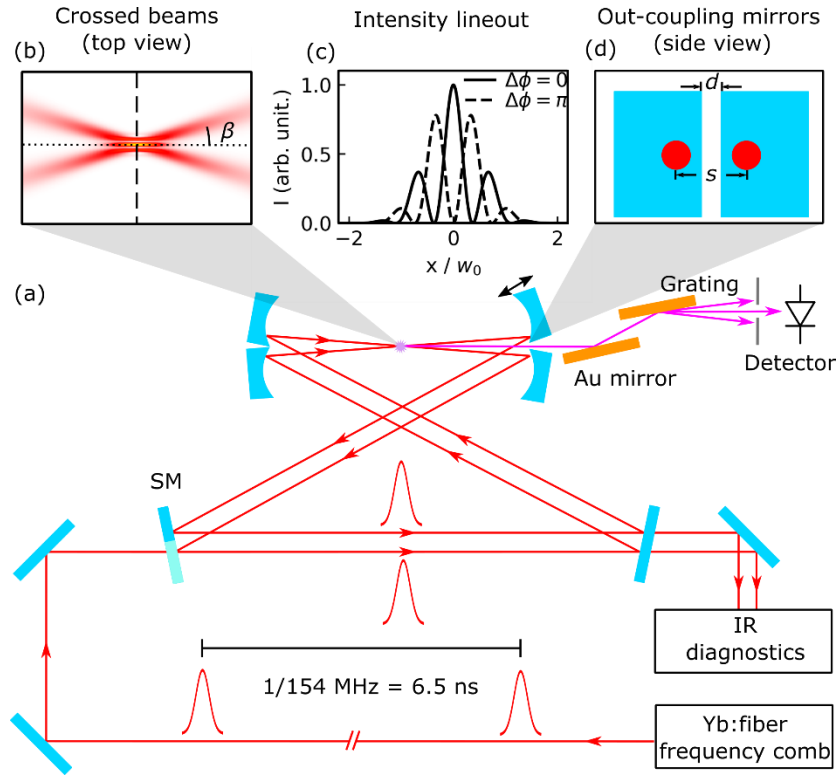 Crossed beams
(top view)
Intensity lineout
Out-coupling mirrors
(side view)
(b)
β
(c)
I (arb. unit.)
1.0
0.5
0.0
Δϕ = 0
Δϕ = π
−2
0
2
x / w₀
(d)
d
s
(a)
Grating
Au mirror
Detector
SM
IR
diagnostics
1/154 MHz = 6.5 ns
Yb:fiber
frequency comb